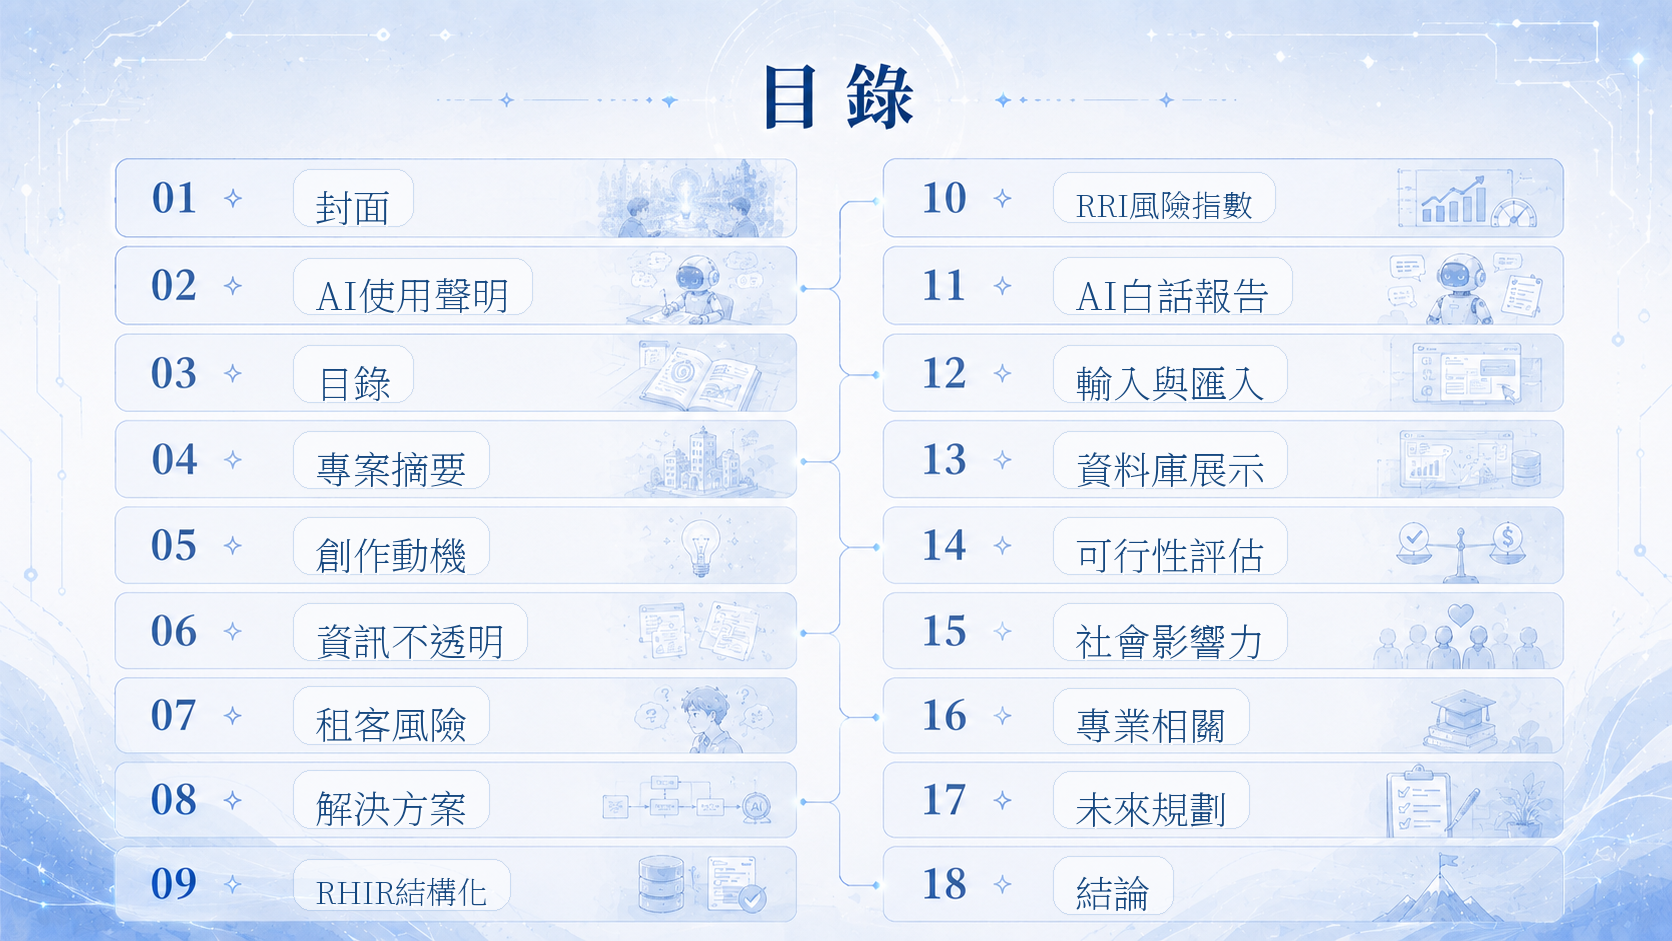 目錄
01 封面
02 AI使用聲明
03 目錄
04 專案摘要
05 創作動機
06 資訊不透明
07 租客風險
08 解決方案
09 RHIR結構化
10 RRI風險指數
11 AI白話報告
12 輸入與匯入
13 資料庫展示
14 可行性評估
15 社會影響力
16 專業相關
17 未來規劃
18 結論